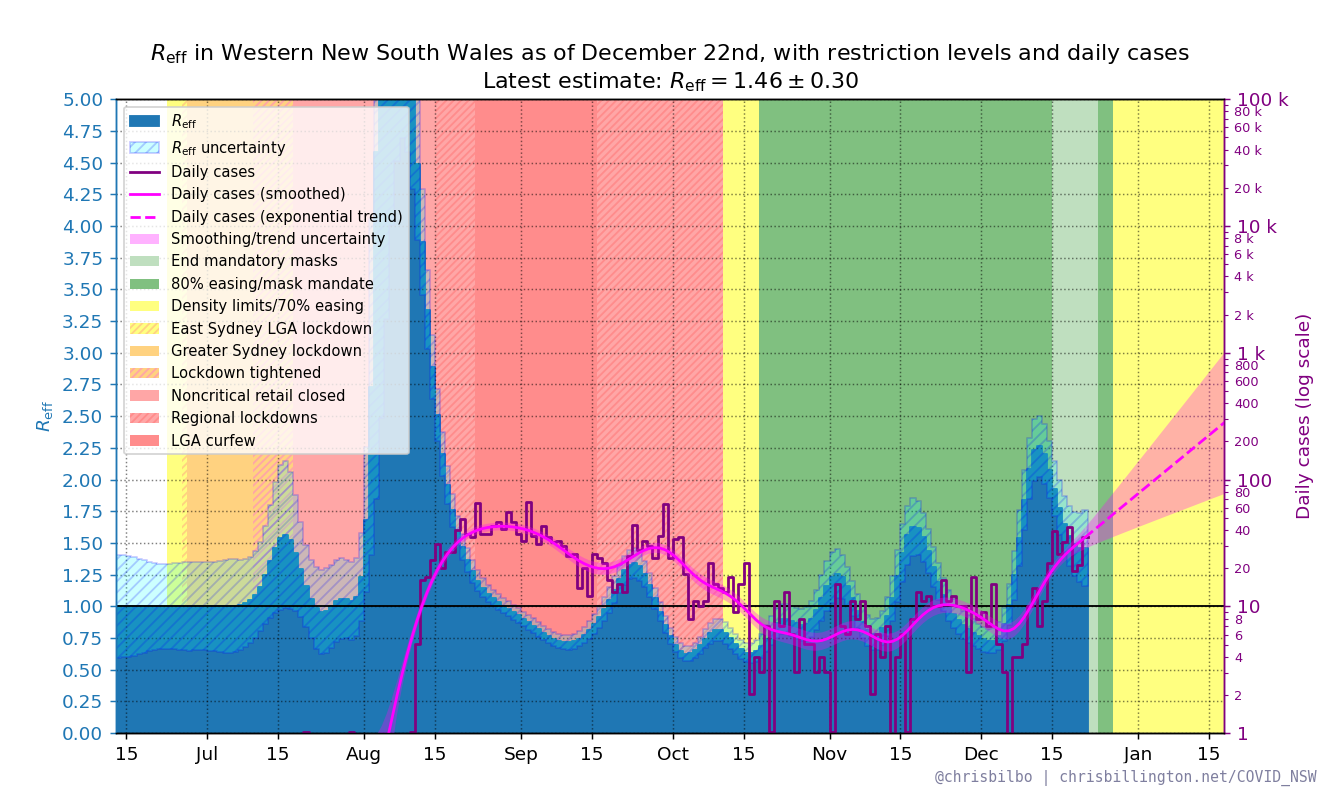 Reff in Western New South Wales as of December 22nd, with restriction levels and daily cases
Latest estimate: Reff = 1.46 ± 0.30
5.00
4.75
4.50
4.25
4.00
3.75
3.50
3.25
3.00
2.75
2.50
2.25
2.00
1.75
1.50
1.25
1.00
0.75
0.50
0.25
0.00
Reff
Reff
Reff uncertainty
Daily cases
Daily cases (smoothed)
Daily cases (exponential trend)
Smoothing/trend uncertainty
End mandatory masks
80% easing/mask mandate
Density limits/70% easing
East Sydney LGA lockdown
Greater Sydney lockdown
Lockdown tightened
Noncritical retail closed
Regional lockdowns
LGA curfew
100 k
80 k
60 k
40 k
20 k
10 k
8 k
6 k
4 k
2 k
1 k
800
600
400
200
100
80
60
40
20
10
8
6
4
2
1
Daily cases (log scale)
15 Jul 15 Aug 15 Sep 15 Oct 15 Nov 15 Dec 15 Jan 15
@chrisbilbo | chrisbillington.net/COVID_NSW